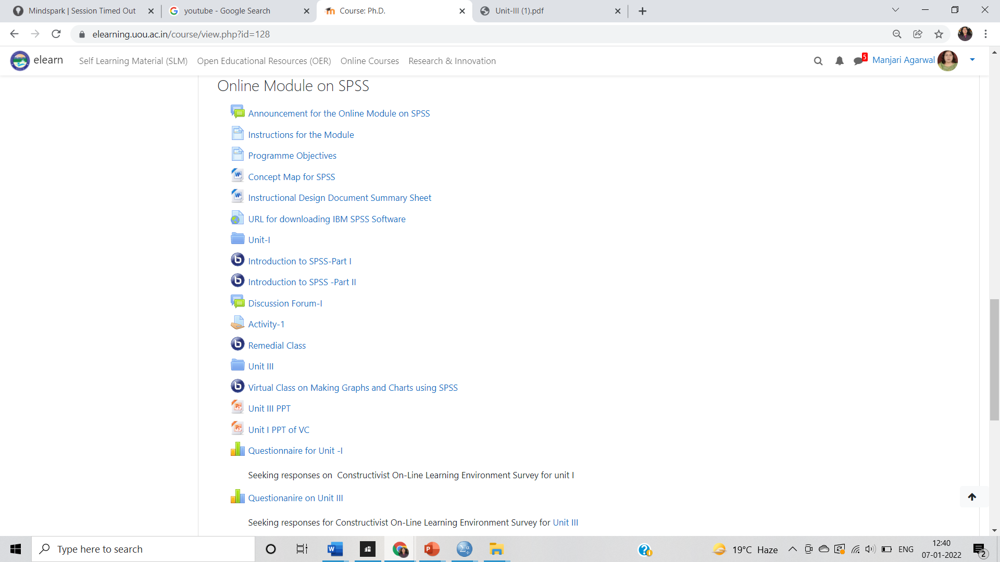 Mindspark | Session Timed Out
youtube - Google Search
Course: Ph.D.
Unit-III (1).pdf
elearning.uou.ac.in/course/view.php?id=128
elearn
Self Learning Material (SLM)
Open Educational Resources (OER)
Online Courses
Research & Innovation
5
Manjari Agarwal
Online Module on SPSS
Announcement for the Online Module on SPSS
Instructions for the Module
Programme Objectives
Concept Map for SPSS
Instructional Design Document Summary Sheet
URL for downloading IBM SPSS Software
Unit-I
Introduction to SPSS-Part I
Introduction to SPSS -Part II
Discussion Forum-I
Activity-1
Remedial Class
Unit III
Virtual Class on Making Graphs and Charts using SPSS
Unit III PPT
Unit I PPT of VC
Questionnaire for Unit -I
Seeking responses on  Constructivist On-Line Learning Environment Survey for unit I
Questionanire on Unit III
Seeking responses for Constructivist On-Line Learning Environment Survey for Unit III
Type here to search
19°C Haze
ENG
12:40
07-01-2022
2